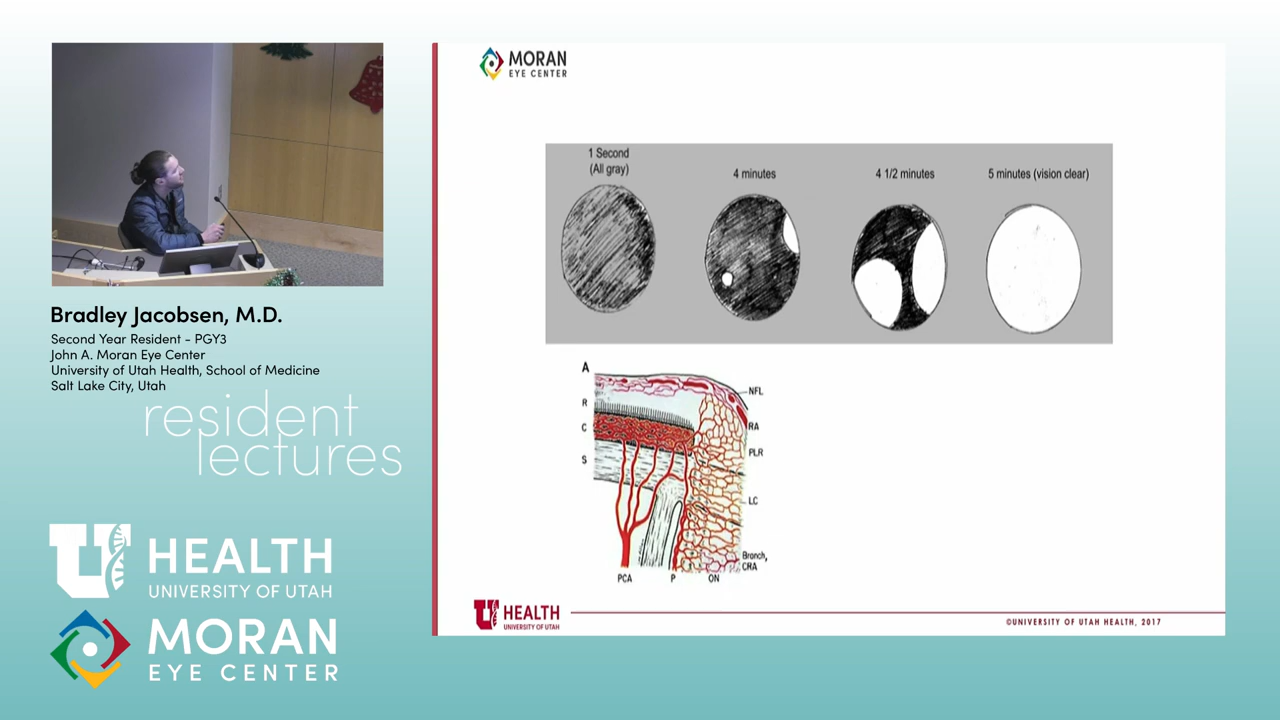 Bradley Jacobsen, M.D.
Second Year Resident - PGY3
John A. Moran Eye Center
University of Utah Health, School of Medicine
Salt Lake City, Utah
resident
lectures
U
HEALTH
UNIVERSITY OF UTAH
MORAN
EYE CENTER
MORAN
EYE CENTER
1 Second
(All gray)
4 minutes
4 1/2 minutes
5 minutes (vision clear)
A
NFL
R
RA
C
PLR
S
LC
Branch,
CRA
PCA P ON
U HEALTH
UNIVERSITY OF UTAH
©UNIVERSITY OF UTAH HEALTH, 2017